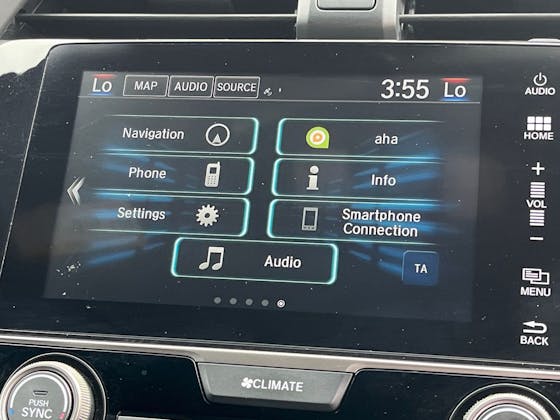 Lo MAP AUDIO SOURCE 3:55 Lo
AUDIO
Navigation aha
HOME
Phone Info
+
VOL
−
Settings Smartphone
Connection
Audio TA
MENU
BACK
PUSH
SYNC
CLIMATE